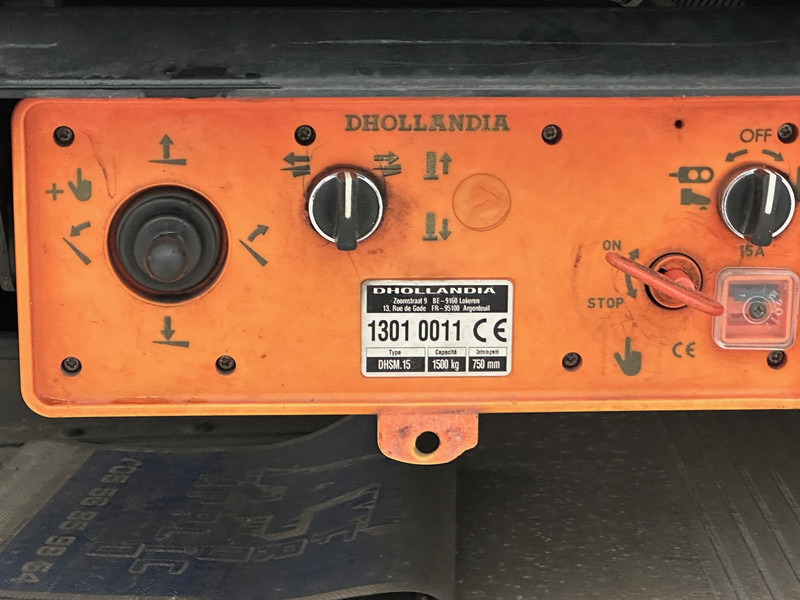 DHOLLANDIA
OFF
ON
STOP
15A
DHOLLANDIA
Zoomstraat 9 BE-9160 Lokeren
13, Rue de Gode FR-95100 Argenteuil
1301 0011 CE
Type Capacité
DHSM.15 1500 kg 750 mm
CE